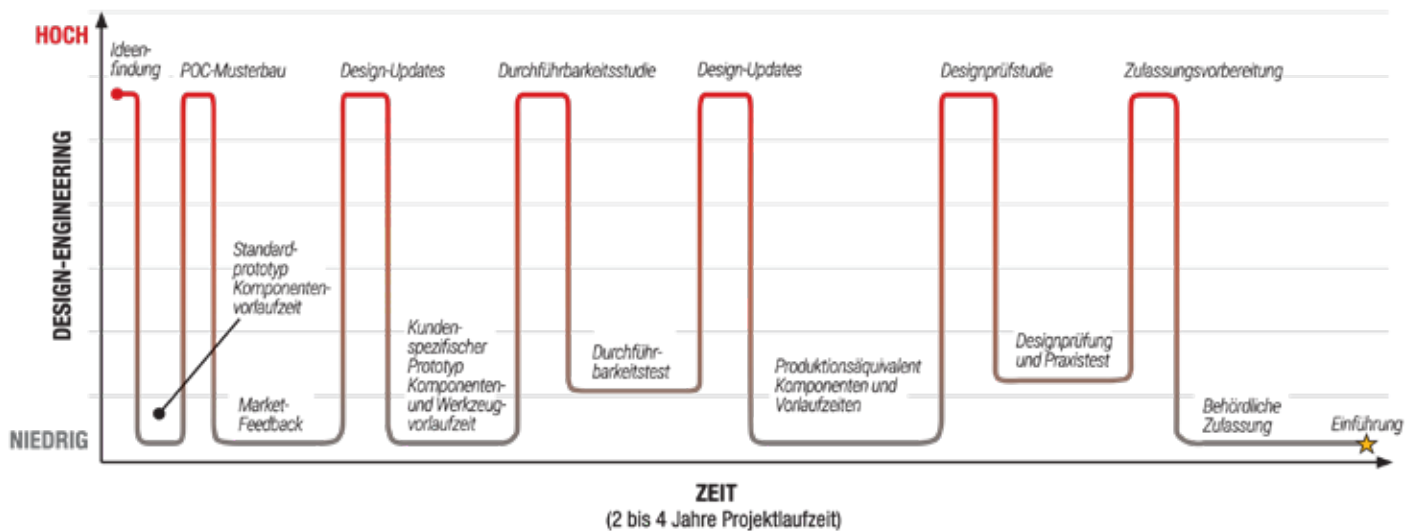 HOCH
DESIGN-ENGINEERING
NIEDRIG
Ideen-
findung
POC-Musterbau
Design-Updates
Durchführbarkeitsstudie
Design-Updates
Designprüfstudie
Zulassungsvorbereitung
Standard-
prototyp
Komponenten-
vorlaufzeit
Market-
Feedback
Kunden-
spezifischer
Prototyp
Komponenten-
und Werkzeug-
vorlaufzeit
Durchführ-
barkeitstest
Produktionsäquivalent
Komponenten und
Vorlaufzeiten
Designprüfung
und Praxistest
Behördliche
Zulassung
Einführung
ZEIT
(2 bis 4 Jahre Projektlaufzeit)